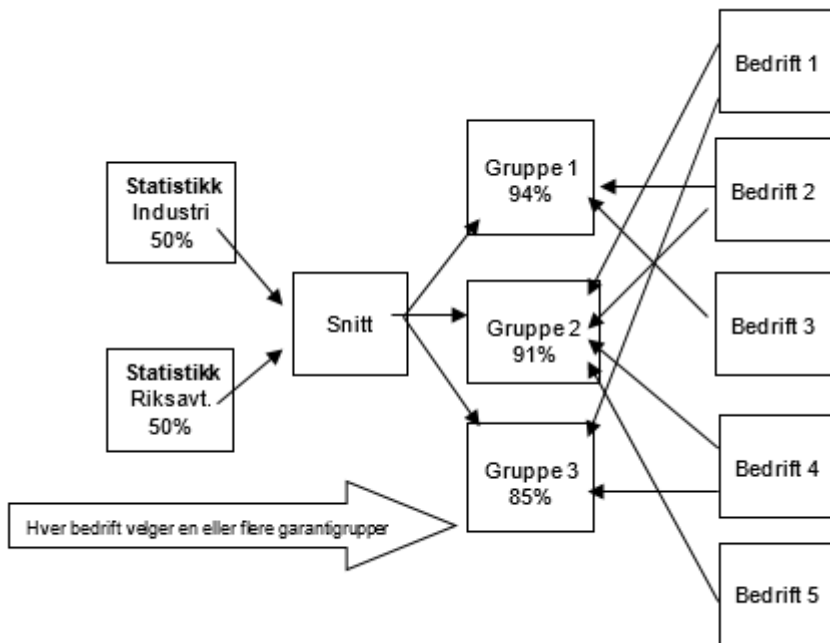 Statistikk
Industri
50%
Statistikk
Riksavt.
50%
Snitt
Gruppe 1
94%
Gruppe 2
91%
Gruppe 3
85%
Bedrift 1
Bedrift 2
Bedrift 3
Bedrift 4
Bedrift 5
Hver bedrift velger en eller flere garantigrupper